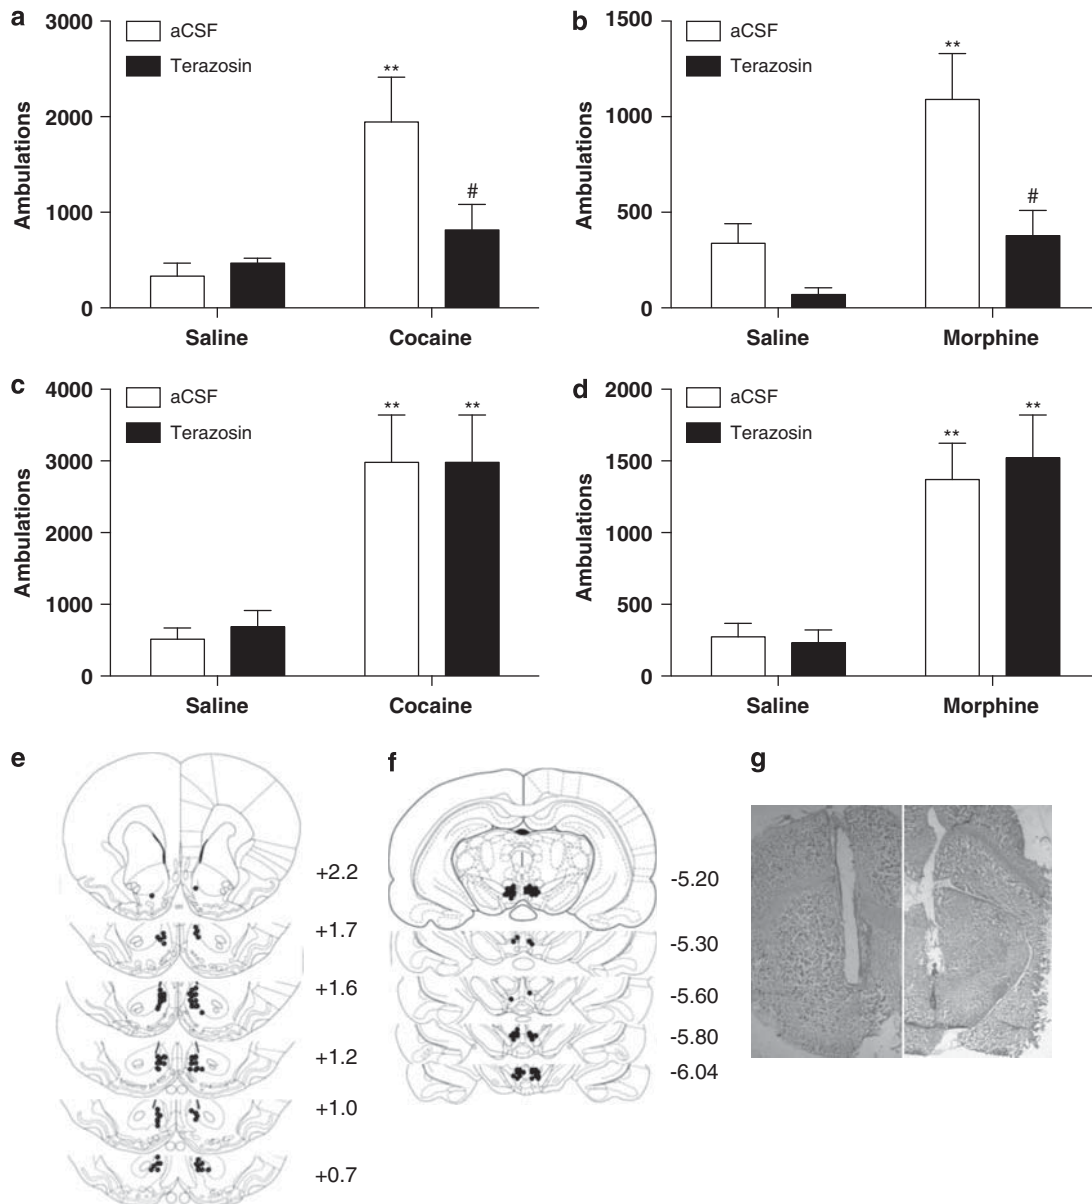 a
3000
2000
1000
0
Ambulations
aCSF
Terazosin
**
#
Saline
Cocaine
b
1500
1000
500
0
Ambulations
aCSF
Terazosin
**
#
Saline
Morphine
c
4000
3000
2000
1000
0
Ambulations
aCSF
Terazosin
**
**
Saline
Cocaine
d
2000
1500
1000
500
0
Ambulations
aCSF
Terazosin
**
**
Saline
Morphine
e
+2.2
+1.7
+1.6
+1.2
+1.0
+0.7
f
-5.20
-5.30
-5.60
-5.80
-6.04
g